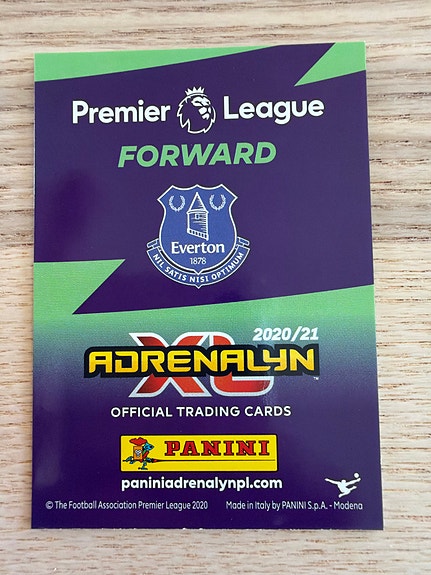 Premier League
FORWARD
Everton
1878
NIL SATIS NISI OPTIMUM
2020/21
ADRENALYN
XL
TM
OFFICIAL TRADING CARDS
PANINI
paniniadrenalynpl.com
© The Football Association Premier League 2020 Made in Italy by PANINI S.p.A. - Modena